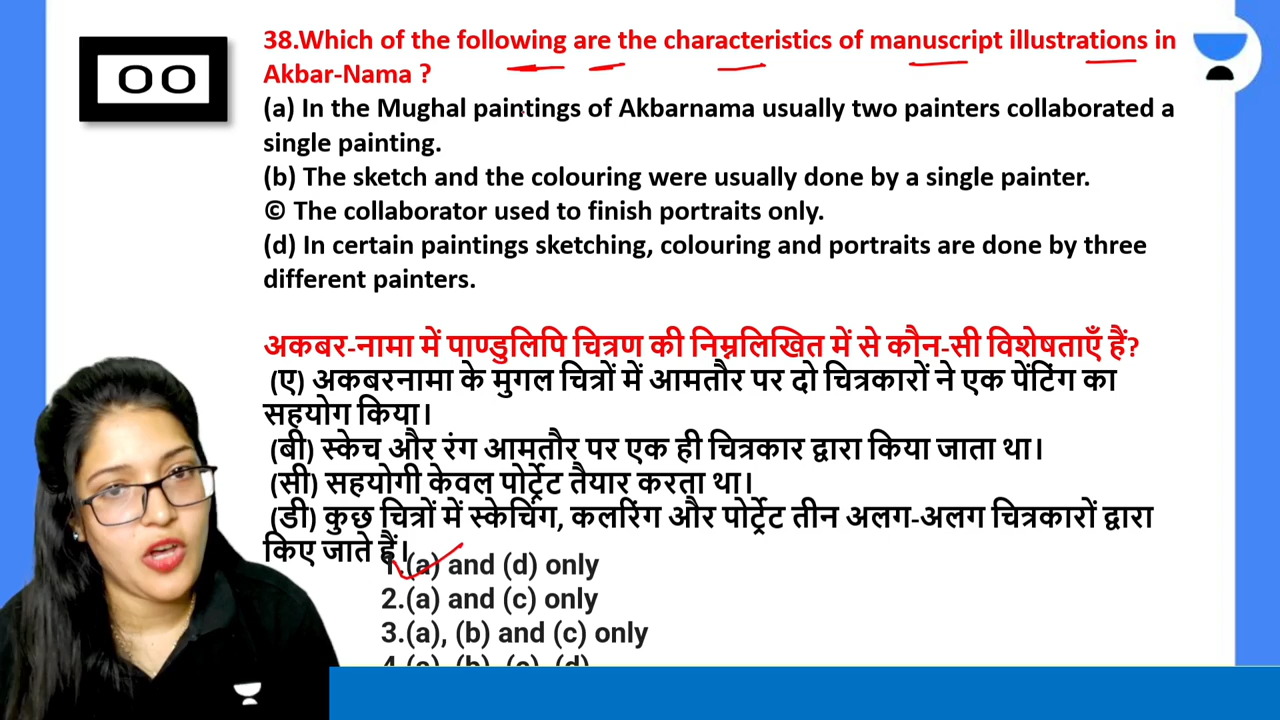 00
38.Which of the following are the characteristics of manuscript illustrations in
Akbar-Nama ?
(a) In the Mughal paintings of Akbarnama usually two painters collaborated a
single painting.
(b) The sketch and the colouring were usually done by a single painter.
© The collaborator used to finish portraits only.
(d) In certain paintings sketching, colouring and portraits are done by three
different painters.
अकबर-नामा में पाण्डुलिपि चित्रण की निम्नलिखित में से कौन-सी विशेषताएँ हैं?
(ए) अकबरनामा के मुगल चित्रों में आमतौर पर दो चित्रकारों ने एक पेंटिंग का
सहयोग किया।
(बी) स्केच और रंग आमतौर पर एक ही चित्रकार द्वारा किया जाता था।
(सी) सहयोगी केवल पोर्ट्रेट तैयार करता था।
(डी) कुछ चित्रों में स्केचिंग, कलरिंग और पोर्ट्रेट तीन अलग-अलग चित्रकारों द्वारा
किए जाते हैं।
1.(a) and (d) only
2.(a) and (c) only
3.(a), (b) and (c) only
4.(a), (b), (c), (d)